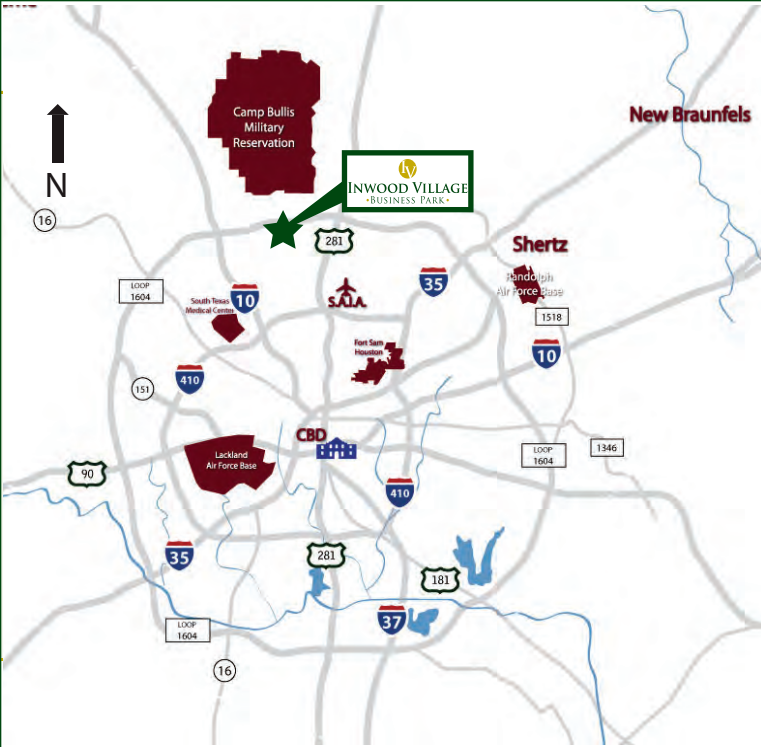 Camp Bullis
Military
Reservation
New Braunfels
N
IV
INWOOD VILLAGE
•BUSINESS PARK•
16
281
Shertz
Randolph
Air Force Base
35
LOOP
1604
10
South Texas
Medical Center
S.A.I.A.
1518
Fort Sam
Houston
10
410
151
CBD
Lackland
Air Force Base
LOOP
1604
1346
90
410
35
281
181
37
LOOP
1604
16